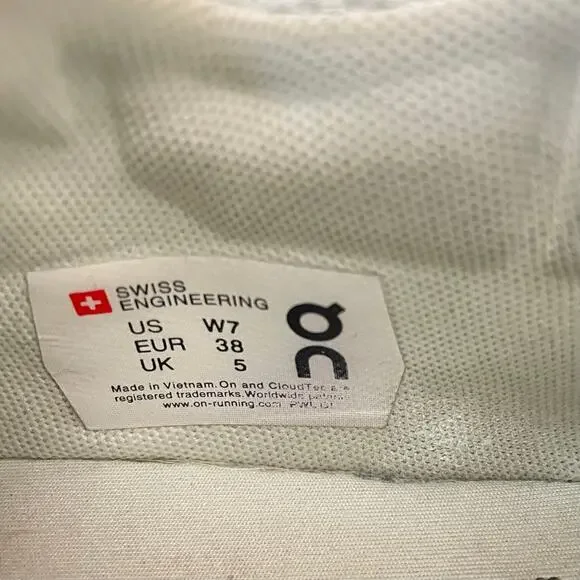 SWISS
ENGINEERING
US W7
EUR 38
UK 5
On
Made in Vietnam. On and CloudTec are
registered trademarks. Worldwide
www.on-running.com